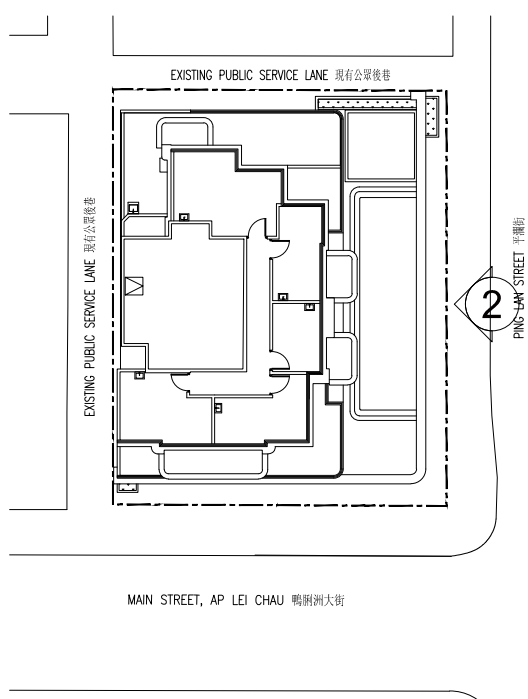 EXISTING PUBLIC SERVICE LANE 現有公眾後巷
EXISTING PUBLIC SERVICE LANE 現有公眾後巷
PING LAN STREET 平瀾街
2
MAIN STREET, AP LEI CHAU 鴨脷洲大街